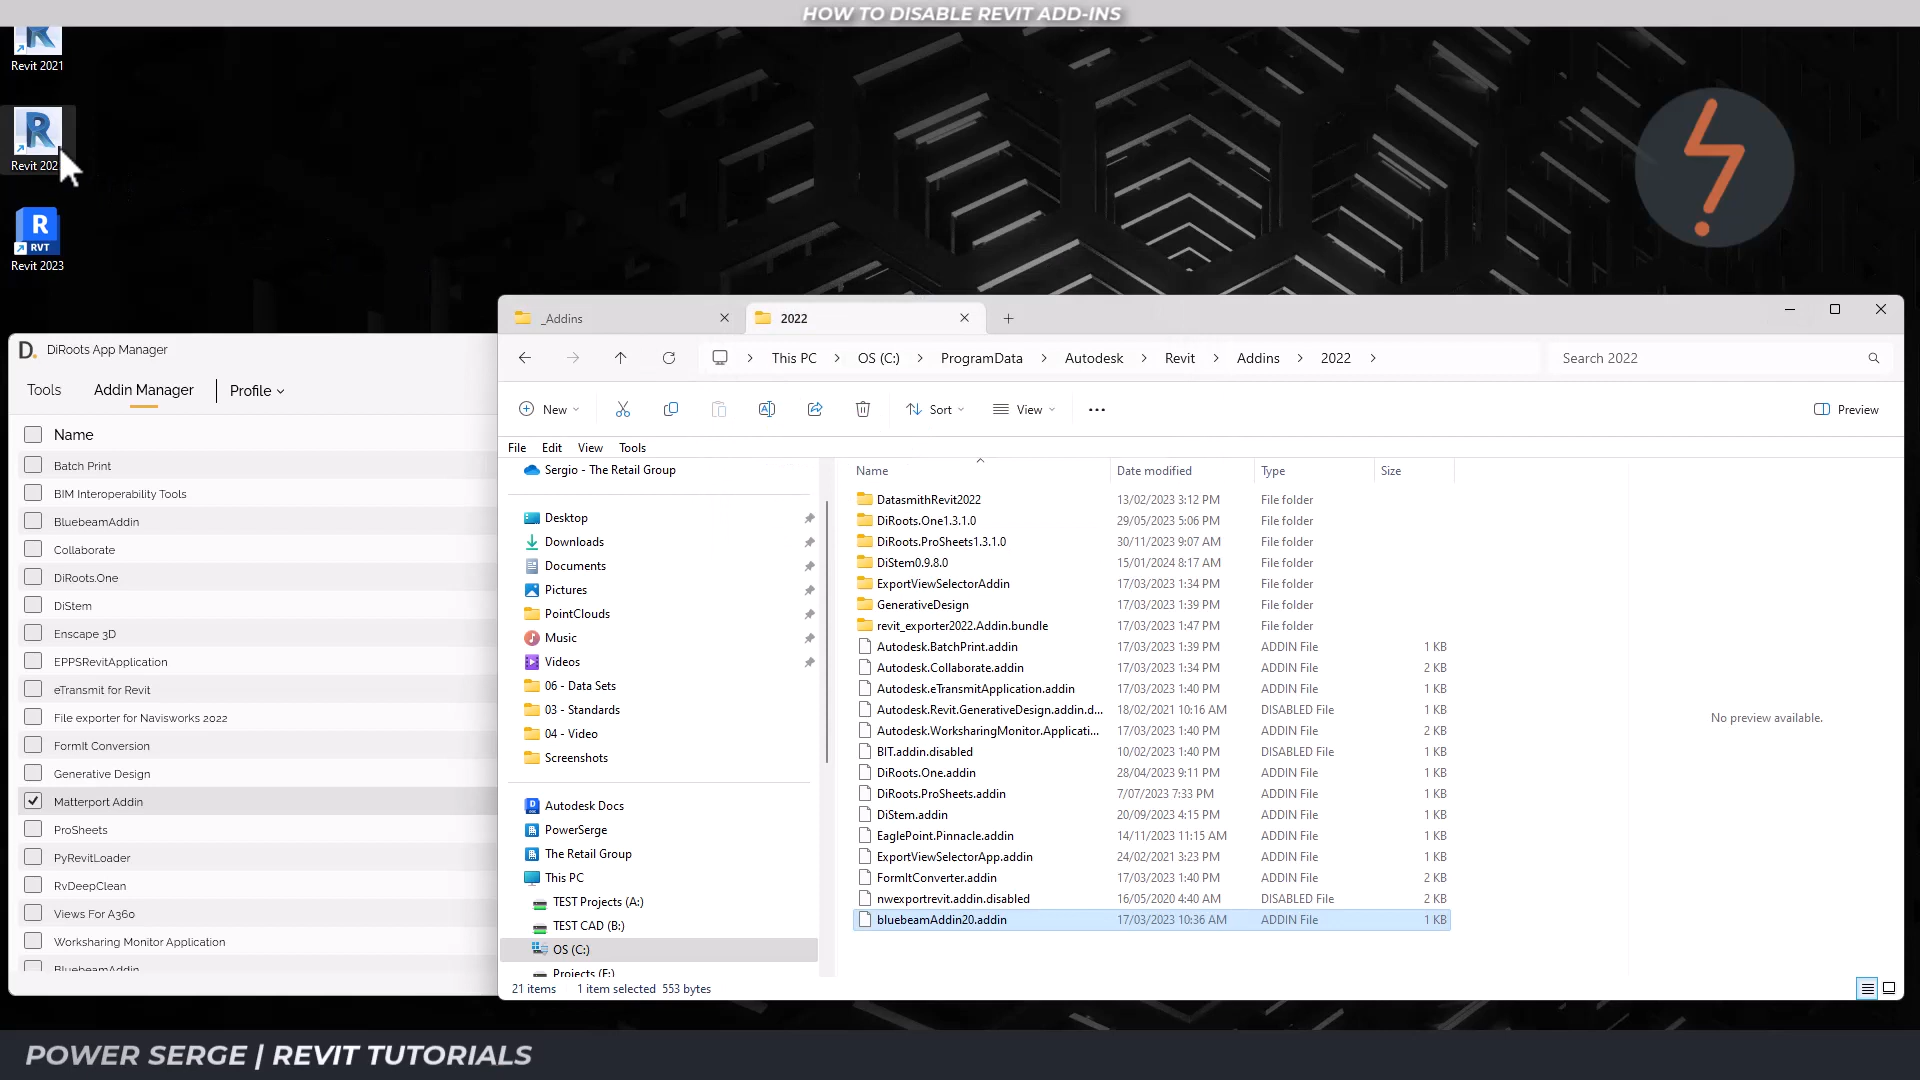 HOW TO DISABLE REVIT ADD-INS
Revit 2021
Revit 202
R
RVT
Revit 2023
DiRoots App Manager
Tools
Addin Manager
Profile
Name
Batch Print
BIM Interoperability Tools
BluebeamAddin
Collaborate
DiRoots.One
DiStem
Enscape 3D
EPPSRevitApplication
eTransmit for Revit
File exporter for Navisworks 2022
FormIt Conversion
Generative Design
Matterport Addin
ProSheets
PyRevitLoader
RvDeepClean
Views For A360
Worksharing Monitor Application
BluebeamAddin
_Addins
2022
This PC
OS (C:)
ProgramData
Autodesk
Revit
Addins
2022
Search 2022
New
Sort
View
Preview
File
Edit
View
Tools
Sergio - The Retail Group
Desktop
Downloads
Documents
Pictures
PointClouds
Music
Videos
06 - Data Sets
03 - Standards
04 - Video
Screenshots
Autodesk Docs
PowerSerge
The Retail Group
This PC
TEST Projects (A:)
TEST CAD (B:)
OS (C:)
Projects (F:)
Name Date modified Type Size
DatasmithRevit2022 13/02/2023 3:12 PM File folder
DiRoots.One1.3.1.0 29/05/2023 5:06 PM File folder
DiRoots.ProSheets1.3.1.0 30/11/2023 9:07 AM File folder
DiStem0.9.8.0 15/01/2024 8:17 AM File folder
ExportViewSelectorAddin 17/03/2023 1:34 PM File folder
GenerativeDesign 17/03/2023 1:39 PM File folder
revit_exporter2022.Addin.bundle 17/03/2023 1:47 PM File folder
Autodesk.BatchPrint.addin 17/03/2023 1:39 PM ADDIN File 1 KB
Autodesk.Collaborate.addin 17/03/2023 1:34 PM ADDIN File 2 KB
Autodesk.eTransmitApplication.addin 17/03/2023 1:40 PM ADDIN File 1 KB
Autodesk.Revit.GenerativeDesign.addin.d... 18/02/2021 10:16 AM DISABLED File 1 KB
Autodesk.WorksharingMonitor.Applicati... 17/03/2023 1:40 PM ADDIN File 2 KB
BIT.addin.disabled 10/02/2023 1:40 PM DISABLED File 1 KB
DiRoots.One.addin 28/04/2023 9:11 PM ADDIN File 1 KB
DiRoots.ProSheets.addin 7/07/2023 7:33 PM ADDIN File 1 KB
DiStem.addin 20/09/2023 4:15 PM ADDIN File 1 KB
EaglePoint.Pinnacle.addin 14/11/2023 11:15 AM ADDIN File 1 KB
ExportViewSelectorApp.addin 24/02/2021 3:23 PM ADDIN File 1 KB
FormItConverter.addin 17/03/2023 1:40 PM ADDIN File 2 KB
nwexportrevit.addin.disabled 16/05/2020 4:40 AM DISABLED File 2 KB
bluebeamAddin20.addin 17/03/2023 10:36 AM ADDIN File 1 KB
No preview available.
21 items 1 item selected 553 bytes
POWER SERGE | REVIT TUTORIALS